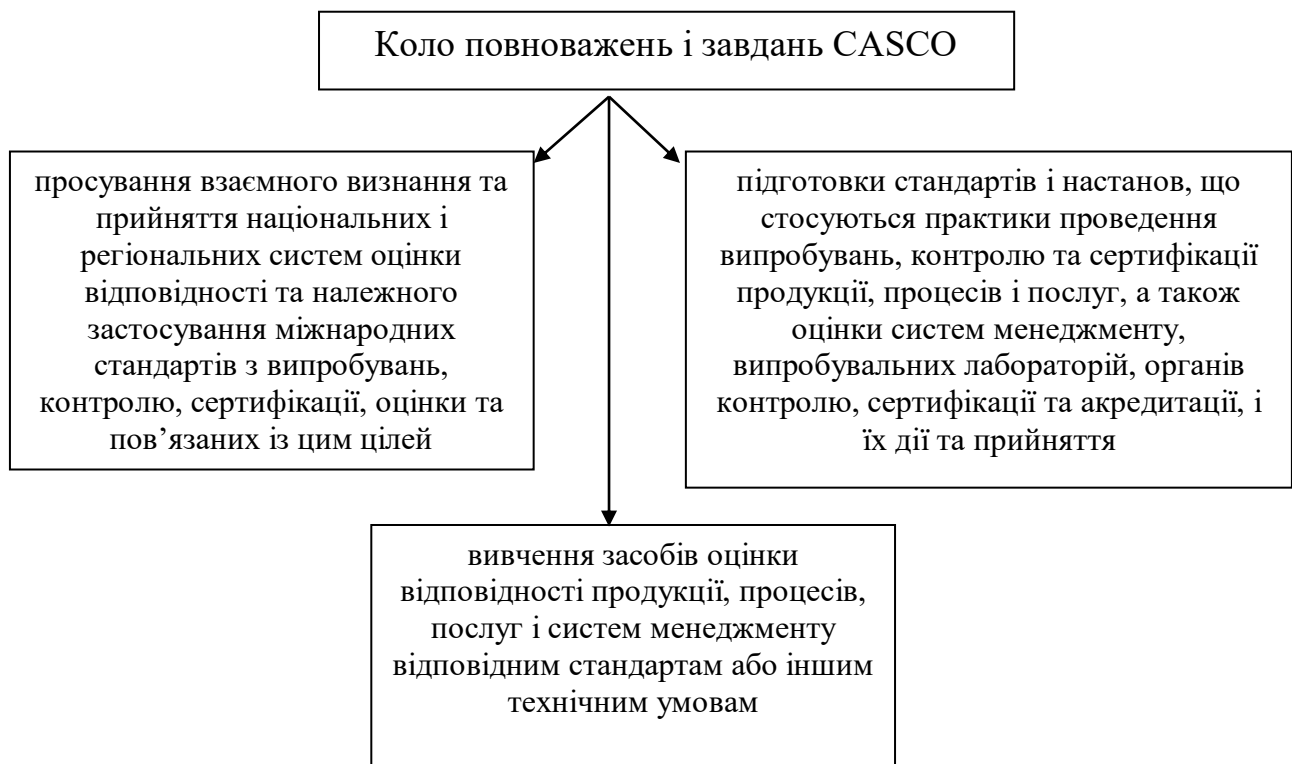 Коло повноважень і завдань CASCO
просування взаємного визнання та
прийняття національних і
регіональних систем оцінки
відповідності та належного
застосування міжнародних
стандартів з випробувань,
контролю, сертифікації, оцінки та
пов’язаних із цим цілей
підготовки стандартів і настанов, що
стосуються практики проведення
випробувань, контролю та сертифікації
продукції, процесів і послуг, а також
оцінки систем менеджменту,
випробувальних лабораторій, органів
контролю, сертифікації та акредитації, і
їх дії та прийняття
вивчення засобів оцінки
відповідності продукції, процесів,
послуг і систем менеджменту
відповідним стандартам або іншим
технічним умовам